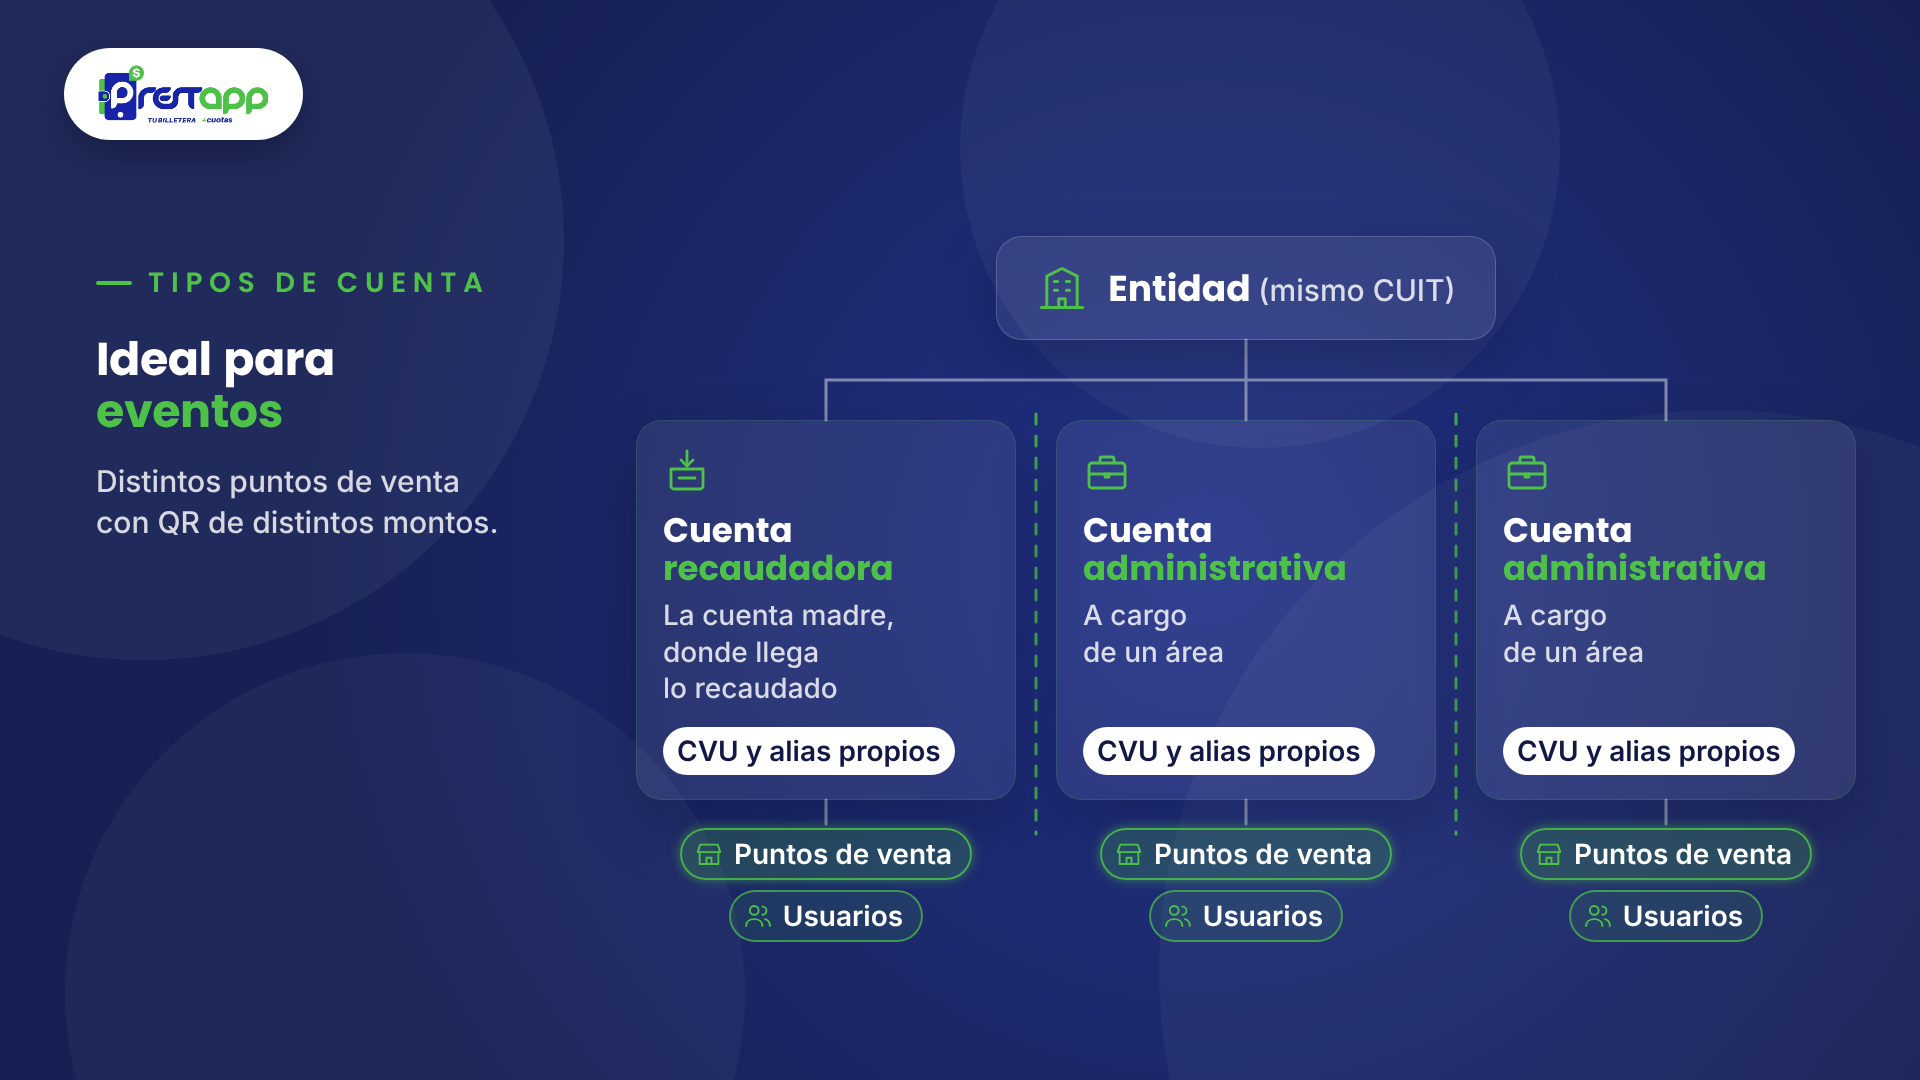 $
Prestapp
TU BILLETERA +cuotas
TIPOS DE CUENTA
Ideal para
eventos
Distintos puntos de venta
con QR de distintos montos.
Entidad (mismo CUIT)
Cuenta
recaudadora
La cuenta madre,
donde llega
lo recaudado
CVU y alias propios
Puntos de venta
Usuarios
Cuenta
administrativa
A cargo
de un área
CVU y alias propios
Puntos de venta
Usuarios
Cuenta
administrativa
A cargo
de un área
CVU y alias propios
Puntos de venta
Usuarios